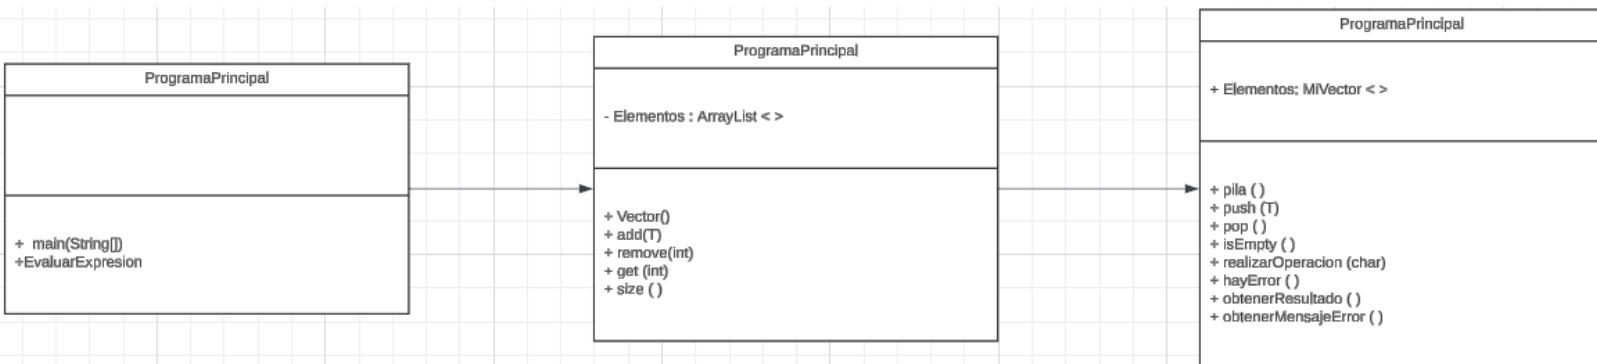 ProgramaPrincipal
+ main(String[])
+EvaluarExpresion
ProgramaPrincipal
- Elementos : ArrayList < >
+ Vector()
+ add(T)
+ remove(int)
+ get (int)
+ size ( )
ProgramaPrincipal
+ Elementos; MiVector < >
+ pila ( )
+ push (T)
+ pop ( )
+ isEmpty ( )
+ realizarOperacion (char)
+ hayError ( )
+ obtenerResultado ( )
+ obtenerMensajeError ( )